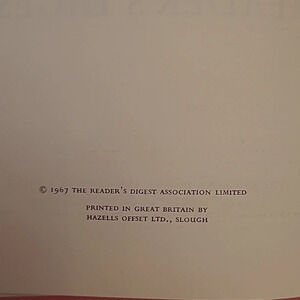 © 1967 THE READER'S DIGEST ASSOCIATION LIMITED
PRINTED IN GREAT BRITAIN BY
HAZELLS OFFSET LTD., SLOUGH